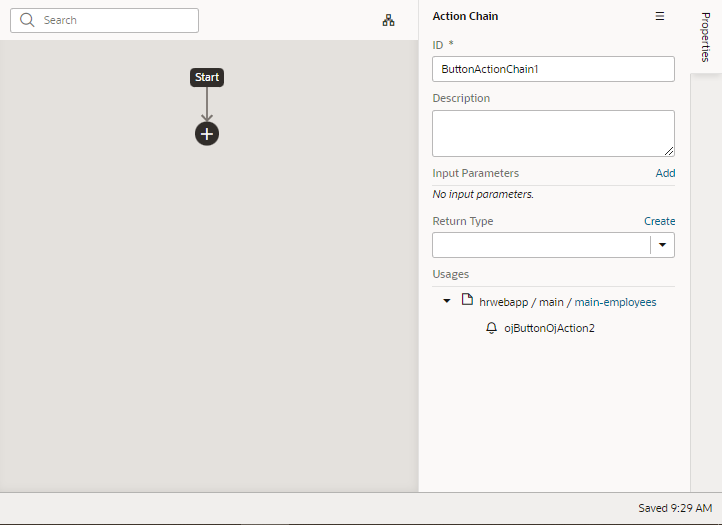 Search
Start
Action Chain
ID *
ButtonActionChain1
Description
Input Parameters Add
No input parameters.
Return Type Create
Usages
hrwebapp / main / main-employees
ojButtonOjAction2
Properties
Saved 9:29 AM